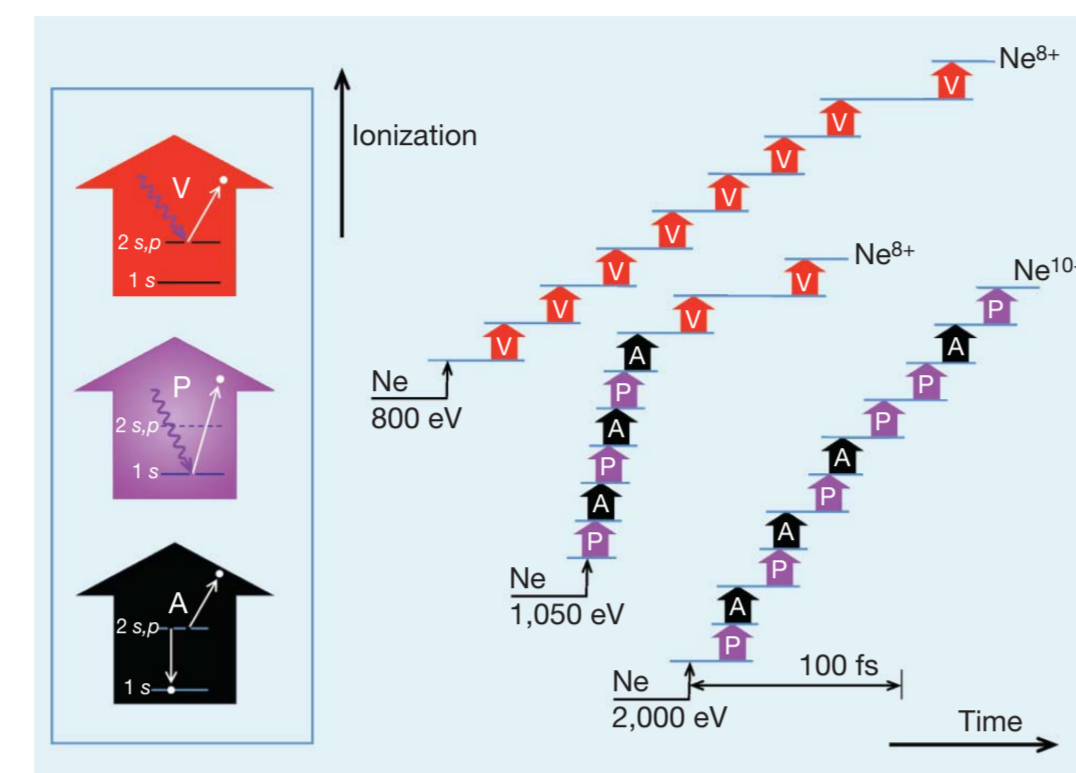 Ionization
V
2 s,p
1 s
P
2 s,p
1 s
A
2 s,p
1 s
Ne
800 eV
V
V
V
V
V
V
V
V
Ne8+
Ne
1,050 eV
P
A
P
A
P
A
V
V
Ne8+
Ne
2,000 eV
P
A
P
A
P
A
P
P
A
P
Ne10
100 fs
Time